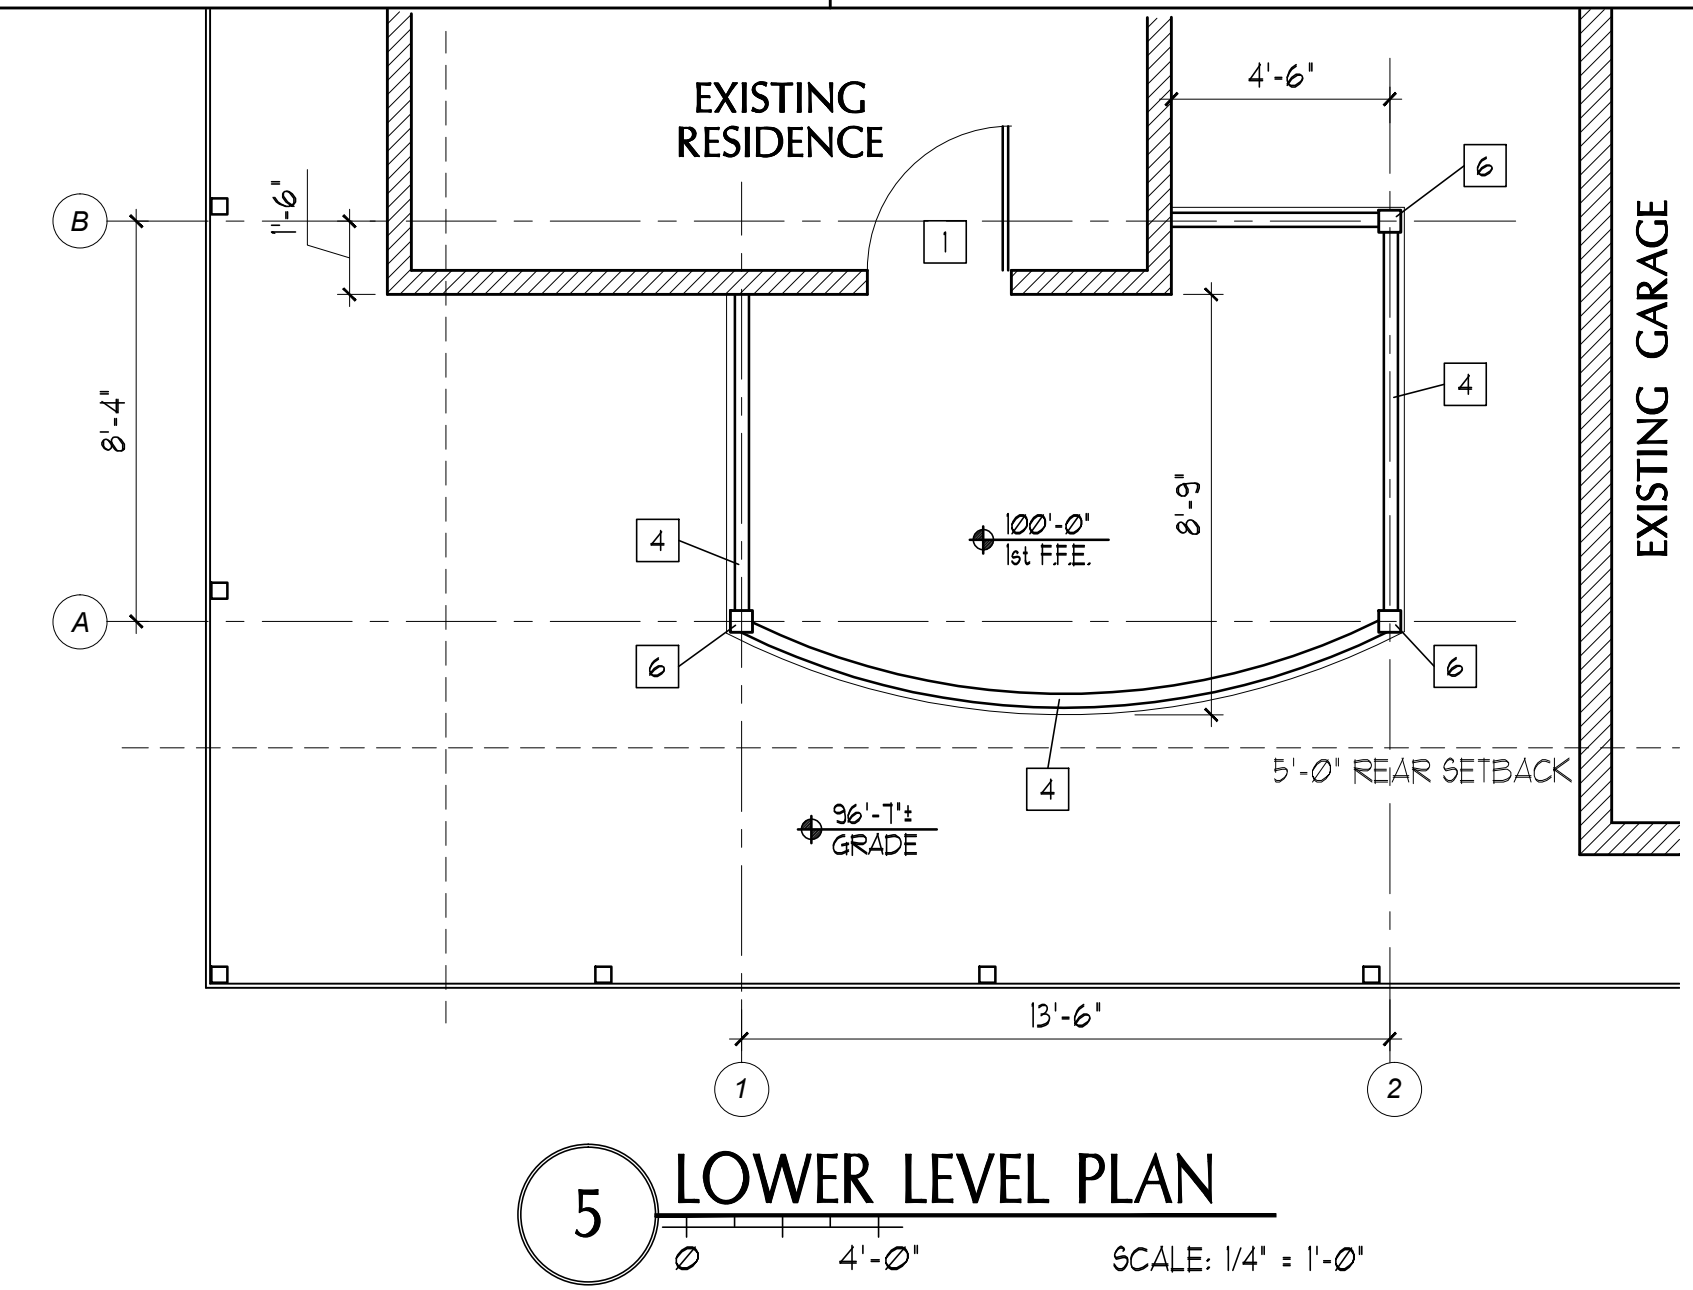 4'-6"
EXISTING
RESIDENCE
6
B
1'-6"
1
EXISTING GARAGE
4
8'-4"
8'-9"
100'-0"
1st F.F.E.
4
A
6
6
5'-0" REAR SETBACK
4
96'-7"±
GRADE
13'-6"
1
2
5
LOWER LEVEL PLAN
0
4'-0"
SCALE: 1/4" = 1'-0"